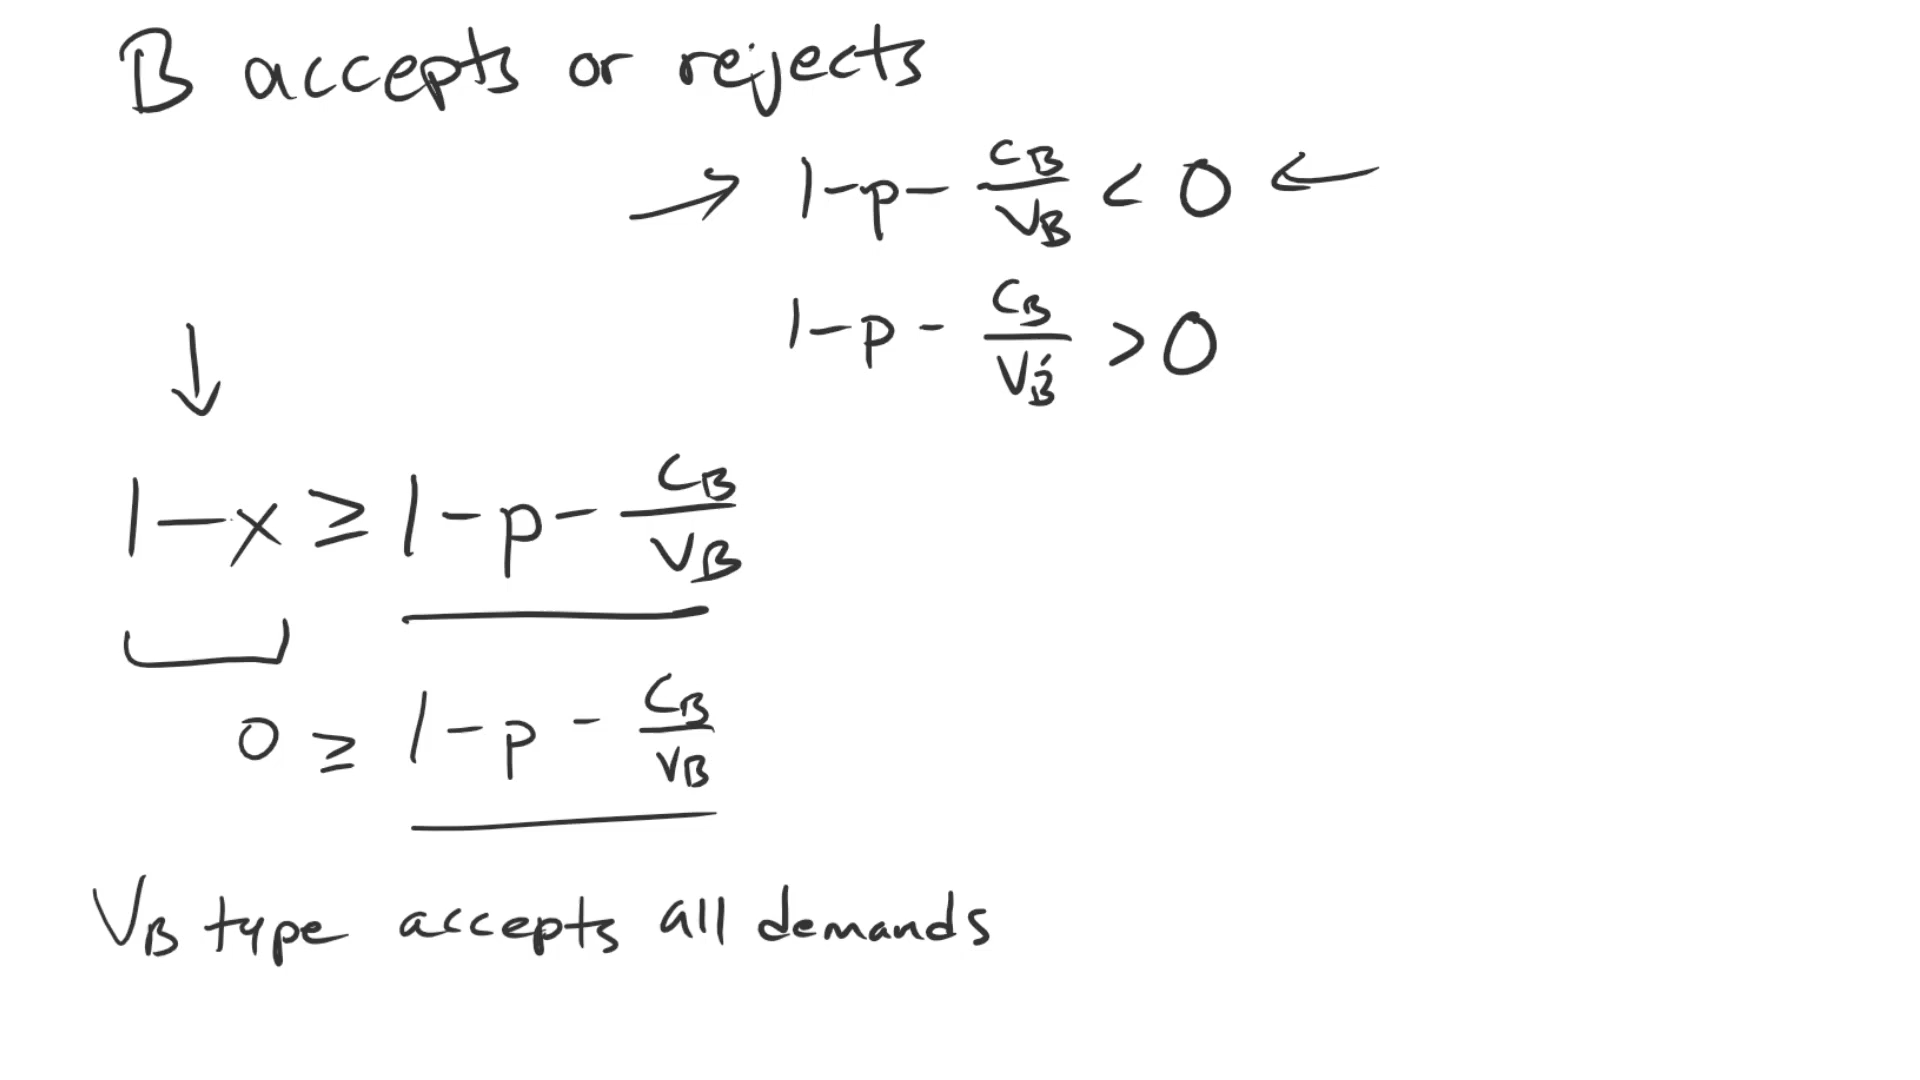 B accepts or rejects
→ 1-p- C_B/V_B < 0 ←
1-p- C_B/V_B' > 0
↓
1-x ≥ 1-p- C_B/V_B
0 ≥ 1-p- C_B/V_B
V_B type accepts all demands